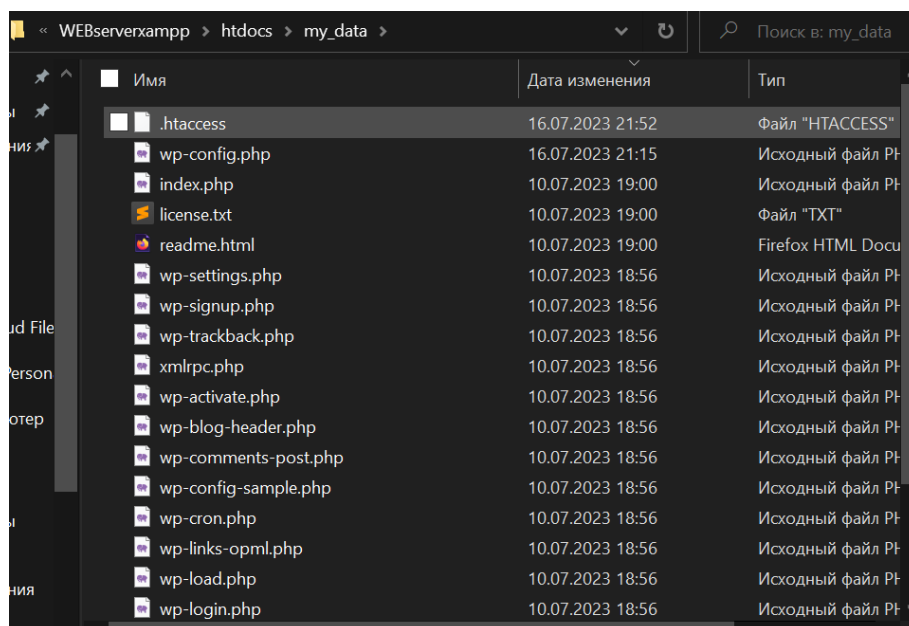 « WEBserverxampp > htdocs > my_data >
Поиск в: my_data
Имя Дата изменения Тип
.htaccess 16.07.2023 21:52 Файл "HTACCESS"
wp-config.php 16.07.2023 21:15 Исходный файл PH
index.php 10.07.2023 19:00 Исходный файл PH
license.txt 10.07.2023 19:00 Файл "TXT"
readme.html 10.07.2023 19:00 Firefox HTML Docu
wp-settings.php 10.07.2023 18:56 Исходный файл PH
wp-signup.php 10.07.2023 18:56 Исходный файл PH
ud File
wp-trackback.php 10.07.2023 18:56 Исходный файл PH
xmlrpc.php 10.07.2023 18:56 Исходный файл PH
Person
wp-activate.php 10.07.2023 18:56 Исходный файл PH
отер
wp-blog-header.php 10.07.2023 18:56 Исходный файл PH
wp-comments-post.php 10.07.2023 18:56 Исходный файл PH
wp-config-sample.php 10.07.2023 18:56 Исходный файл PH
ы
wp-cron.php 10.07.2023 18:56 Исходный файл PH
wp-links-opml.php 10.07.2023 18:56 Исходный файл PH
wp-load.php 10.07.2023 18:56 Исходный файл PH
ния
wp-login.php 10.07.2023 18:56 Исходный файл PH